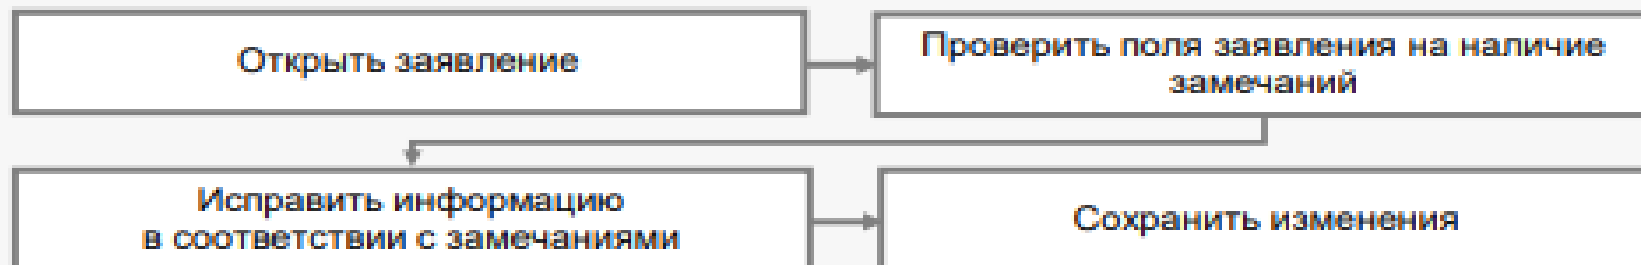 Открыть заявление
Проверить поля заявления на наличие
замечаний
Исправить информацию
в соответствии с замечаниями
Сохранить изменения